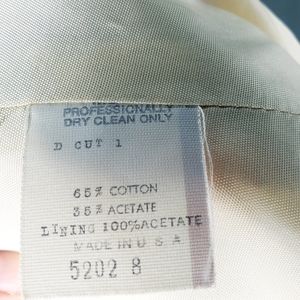 PROFESSIONALLY
DRY CLEAN ONLY
D CUT 1
65% COTTON
35% ACETATE
LINING 100% ACETATE
MADE IN U S A
5202 8